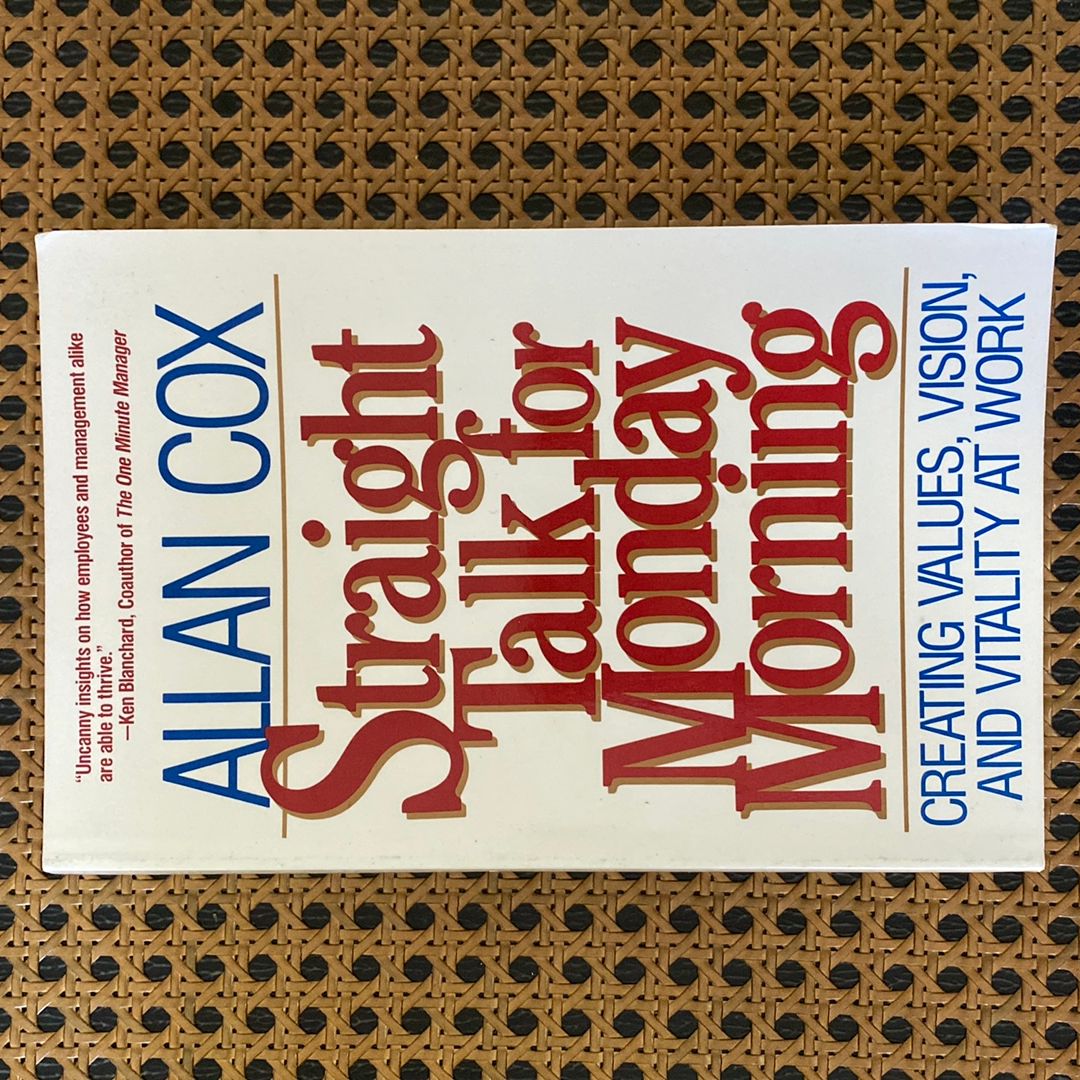 “Uncanny insights on how employees and management alike
are able to thrive.”
—Ken Blanchard, Coauthor of The One Minute Manager
ALLAN COX
Straight
Talk for
Monday
Morning
CREATING VALUES, VISION,
AND VITALITY AT WORK